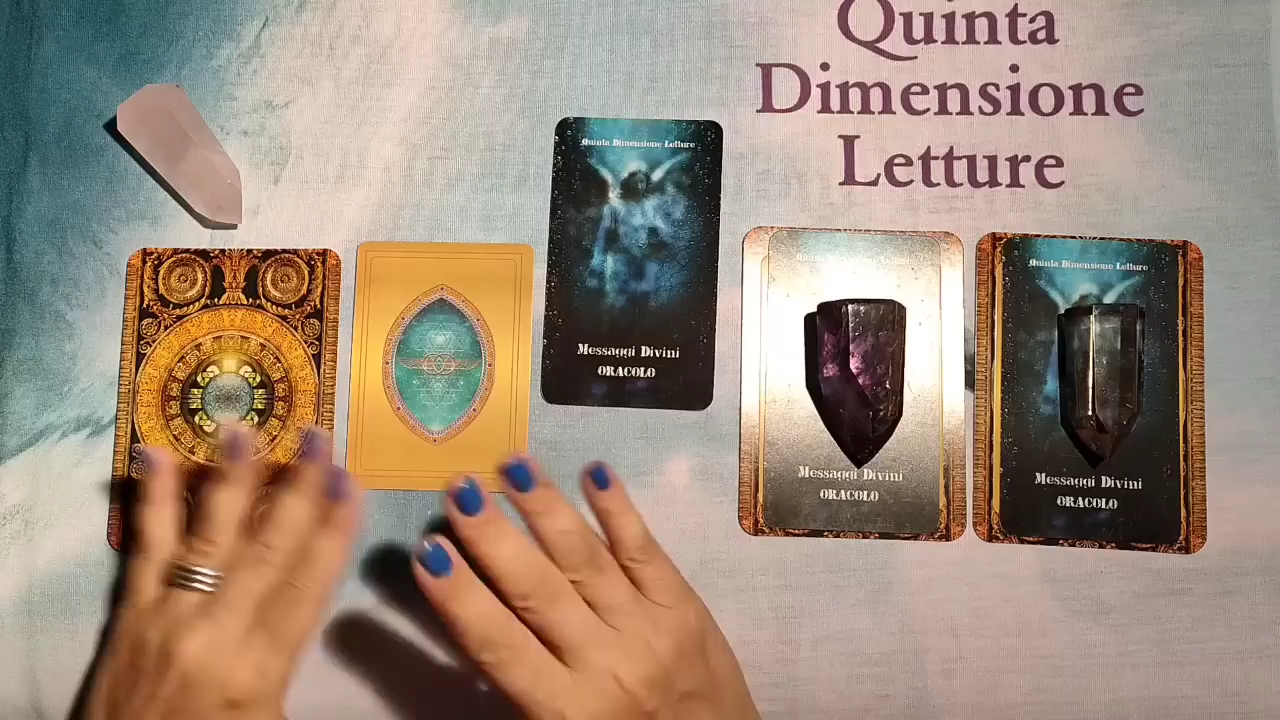 Quinta
Dimensione
Letture
Quinta Dimensione Letture
Messaggi Divini
ORACOLO
Messaggi Divini
ORACOLO
Quinta Dimensione Letture
Messaggi Divini
ORACOLO